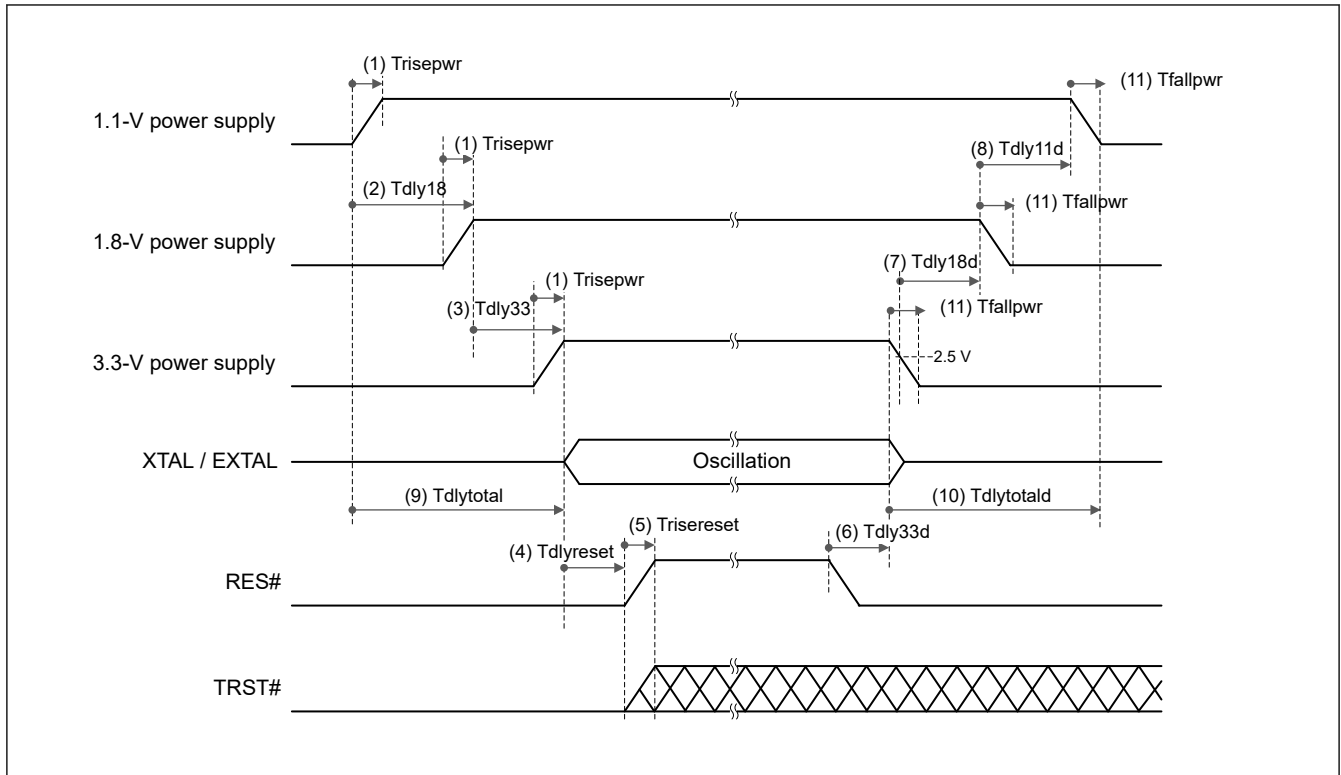 (1) Trisepwr
(11) Tfallpwr
1.1-V power supply
(1) Trisepwr
(8) Tdly11d
(2) Tdly18
(11) Tfallpwr
1.8-V power supply
(7) Tdly18d
(1) Trisepwr
(3) Tdly33
(11) Tfallpwr
3.3-V power supply
2.5 V
XTAL / EXTAL
Oscillation
(9) Tdlytotal
(10) Tdlytotald
(5) Trisereset
(6) Tdly33d
(4) Tdlyreset
RES#
TRST#